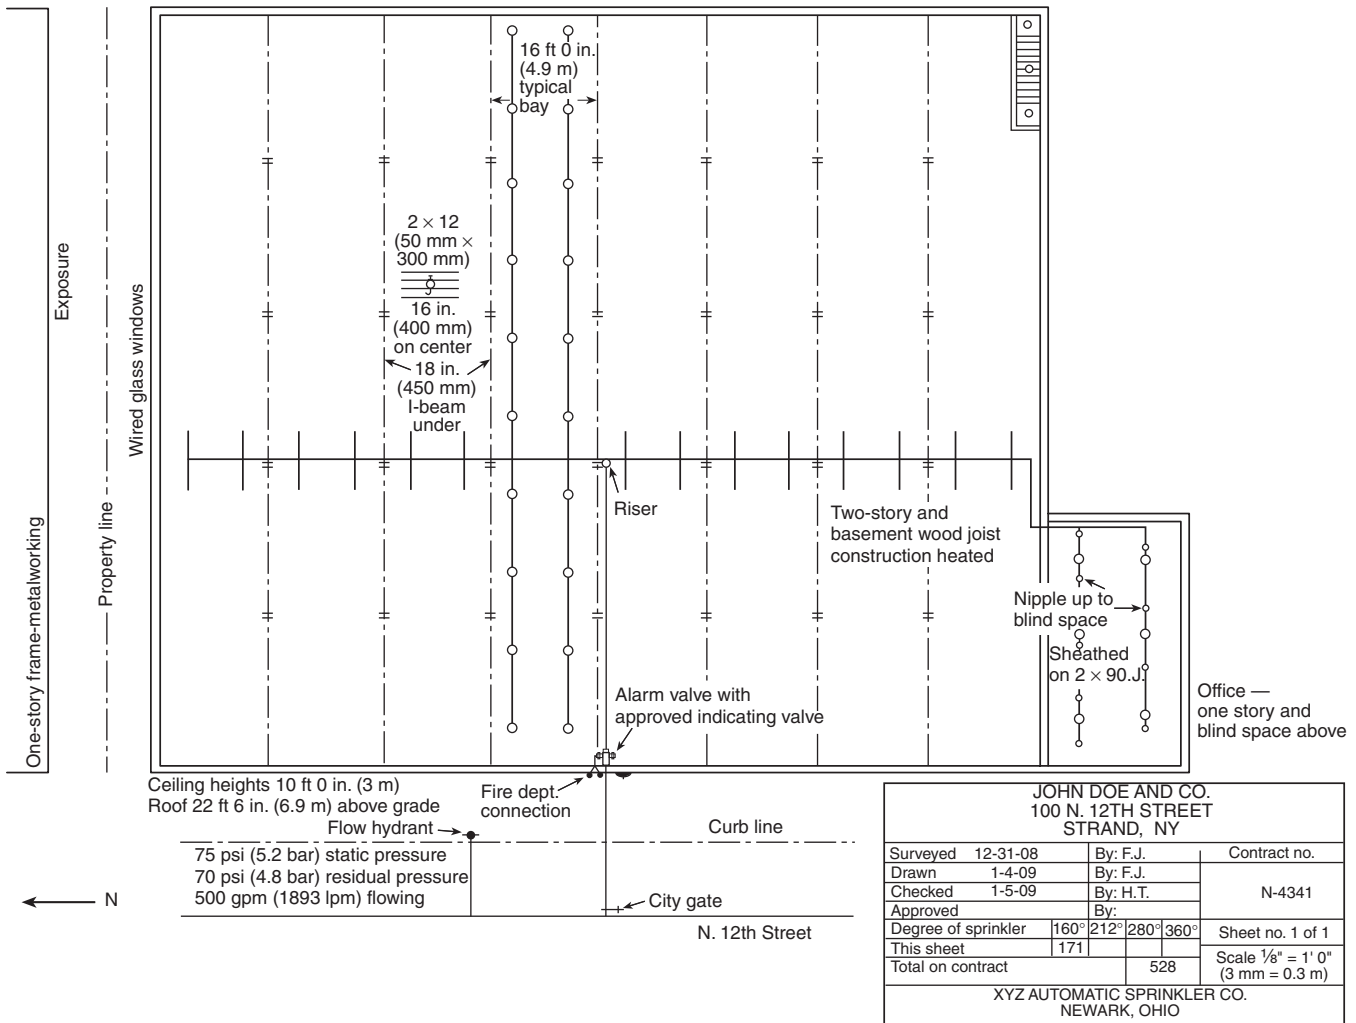 16 ft 0 in.
(4.9 m)
typical
bay
2 × 12
(50 mm ×
300 mm)
16 in.
(400 mm)
on center
18 in.
(450 mm)
I-beam
under
Exposure
Wired glass windows
Property line
One-story frame-metalworking
Riser
Two-story and
basement wood joist
construction heated
Nipple up to
blind space
Sheathed
on 2 × 90.J.
Office —
one story and
blind space above
Alarm valve with
approved indicating valve
Ceiling heights 10 ft 0 in. (3 m)
Roof 22 ft 6 in. (6.9 m) above grade
Fire dept.
connection
Flow hydrant
Curb line
75 psi (5.2 bar) static pressure
70 psi (4.8 bar) residual pressure
500 gpm (1893 lpm) flowing
N
City gate
N. 12th Street
JOHN DOE AND CO.
100 N. 12TH STREET
STRAND, NY
Surveyed 12-31-08 By: F.J. Contract no.
Drawn 1-4-09 By: F.J.
Checked 1-5-09 By: H.T. N-4341
Approved By:
Degree of sprinkler 160° 212° 280° 360° Sheet no. 1 of 1
This sheet 171
Total on contract 528
Scale ⅛" = 1' 0"
(3 mm = 0.3 m)
XYZ AUTOMATIC SPRINKLER CO.
NEWARK, OHIO